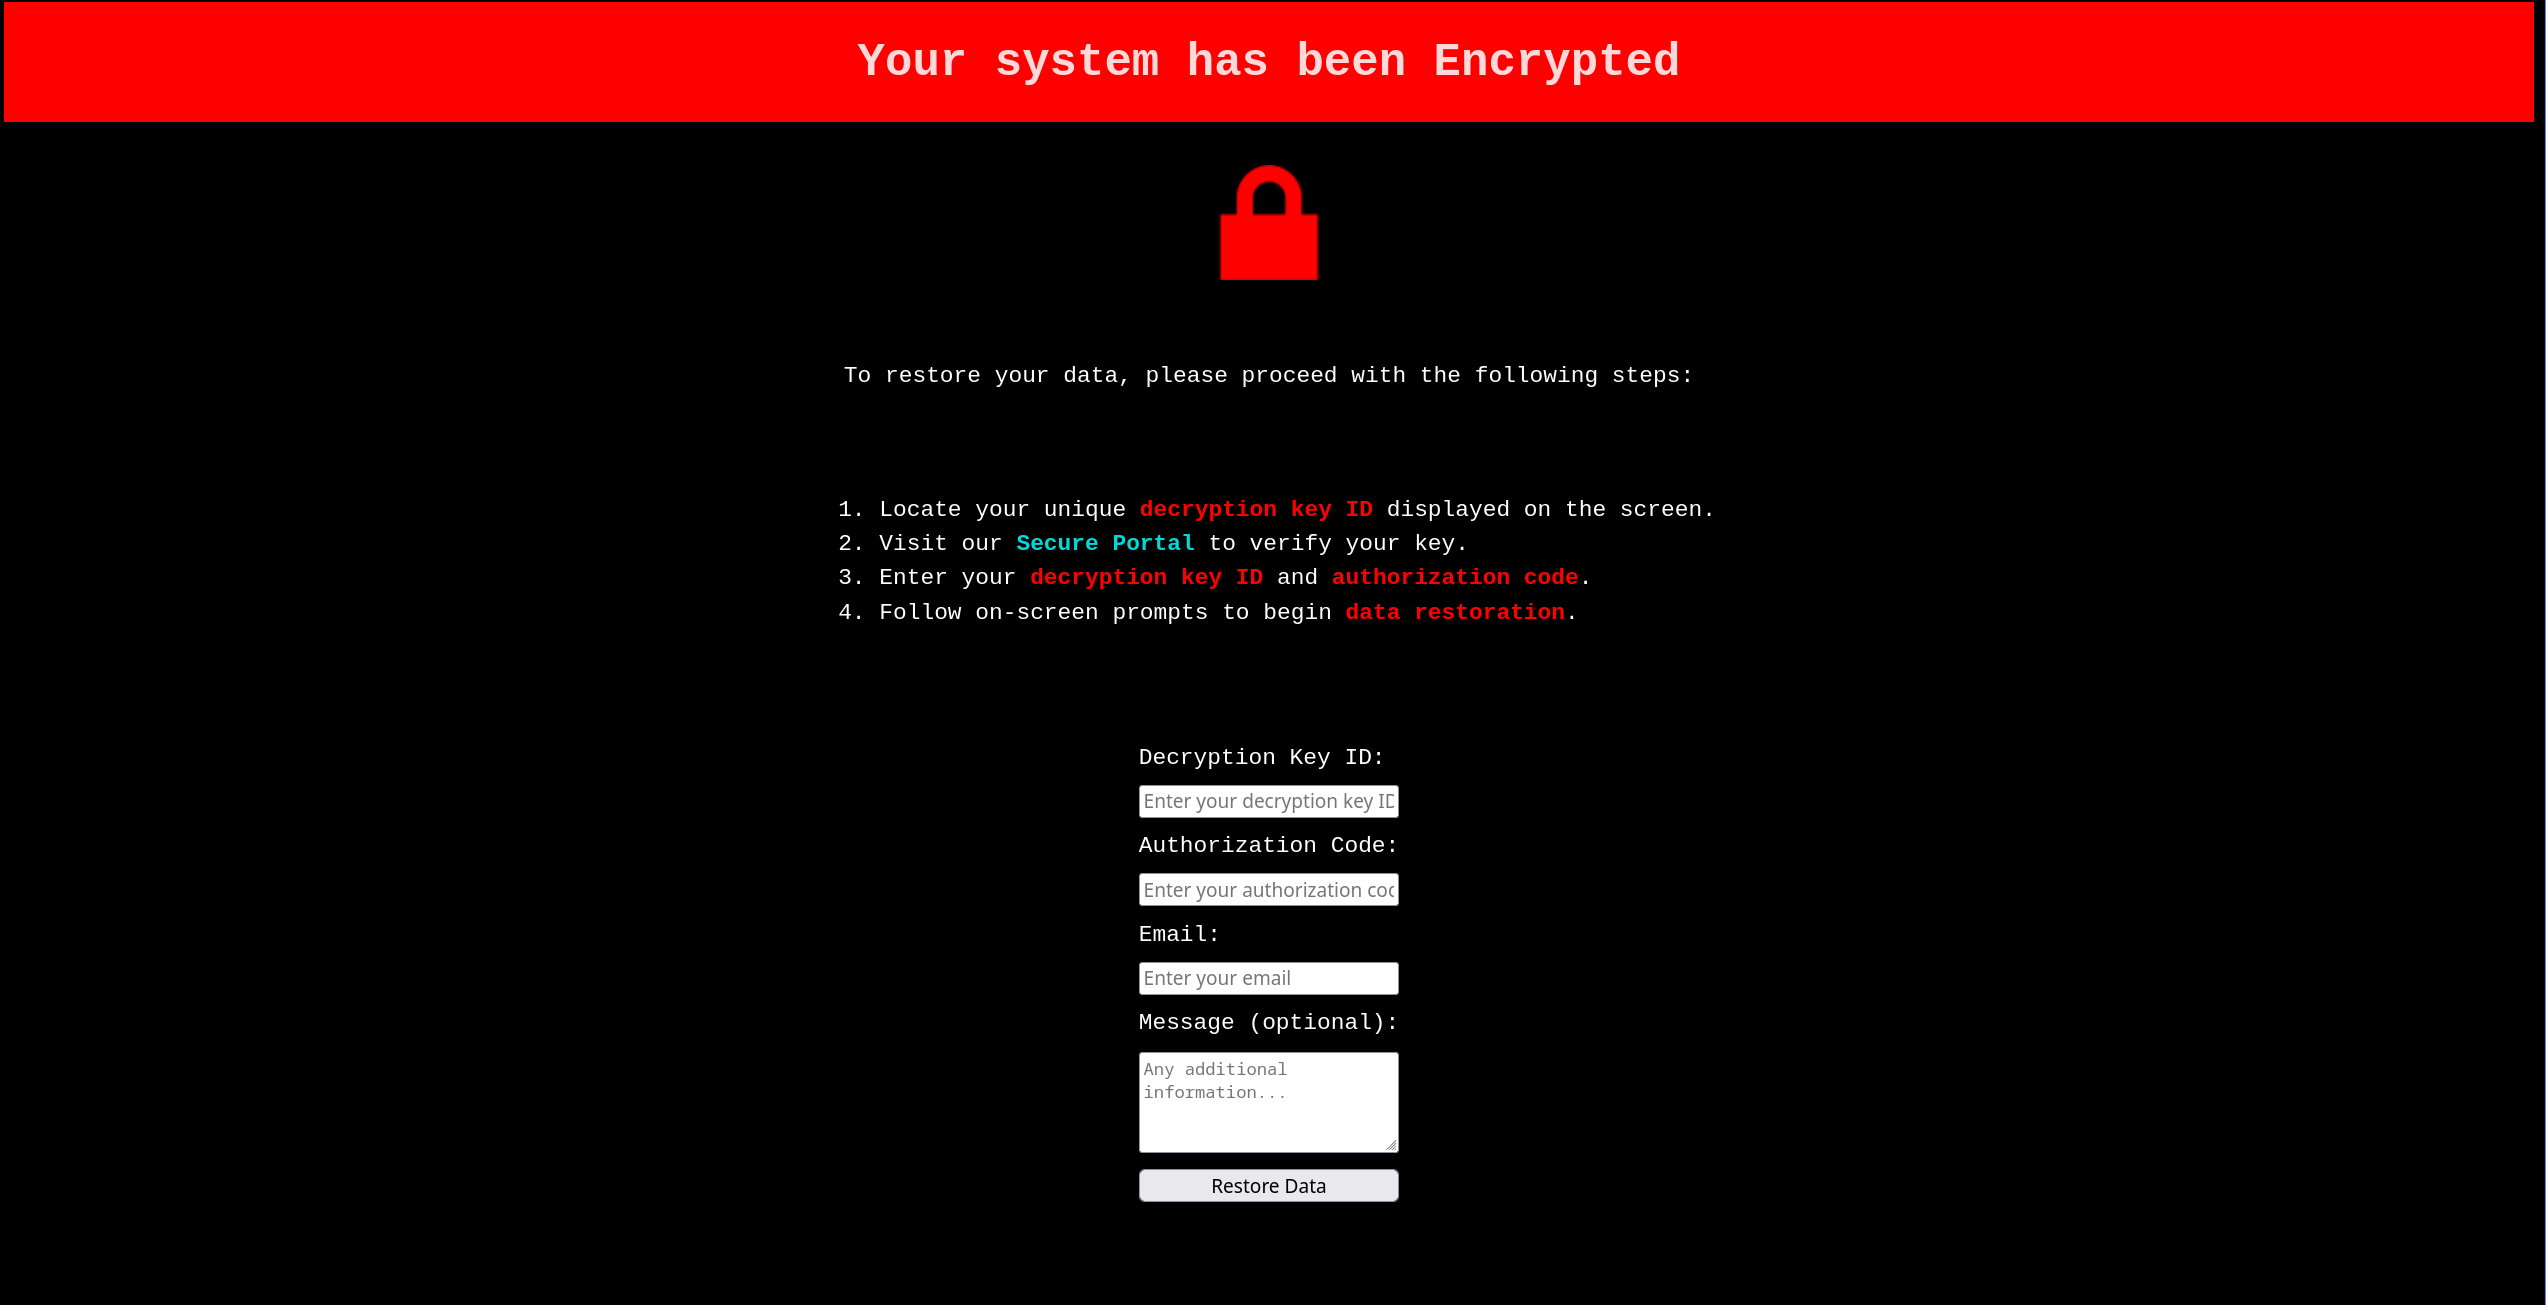 Your system has been Encrypted
To restore your data, please proceed with the following steps:
1. Locate your unique decryption key ID displayed on the screen.
2. Visit our Secure Portal to verify your key.
3. Enter your decryption key ID and authorization code.
4. Follow on-screen prompts to begin data restoration.
Decryption Key ID:
Enter your decryption key ID
Authorization Code:
Enter your authorization coc
Email:
Enter your email
Message (optional):
Any additional
information...
Restore Data